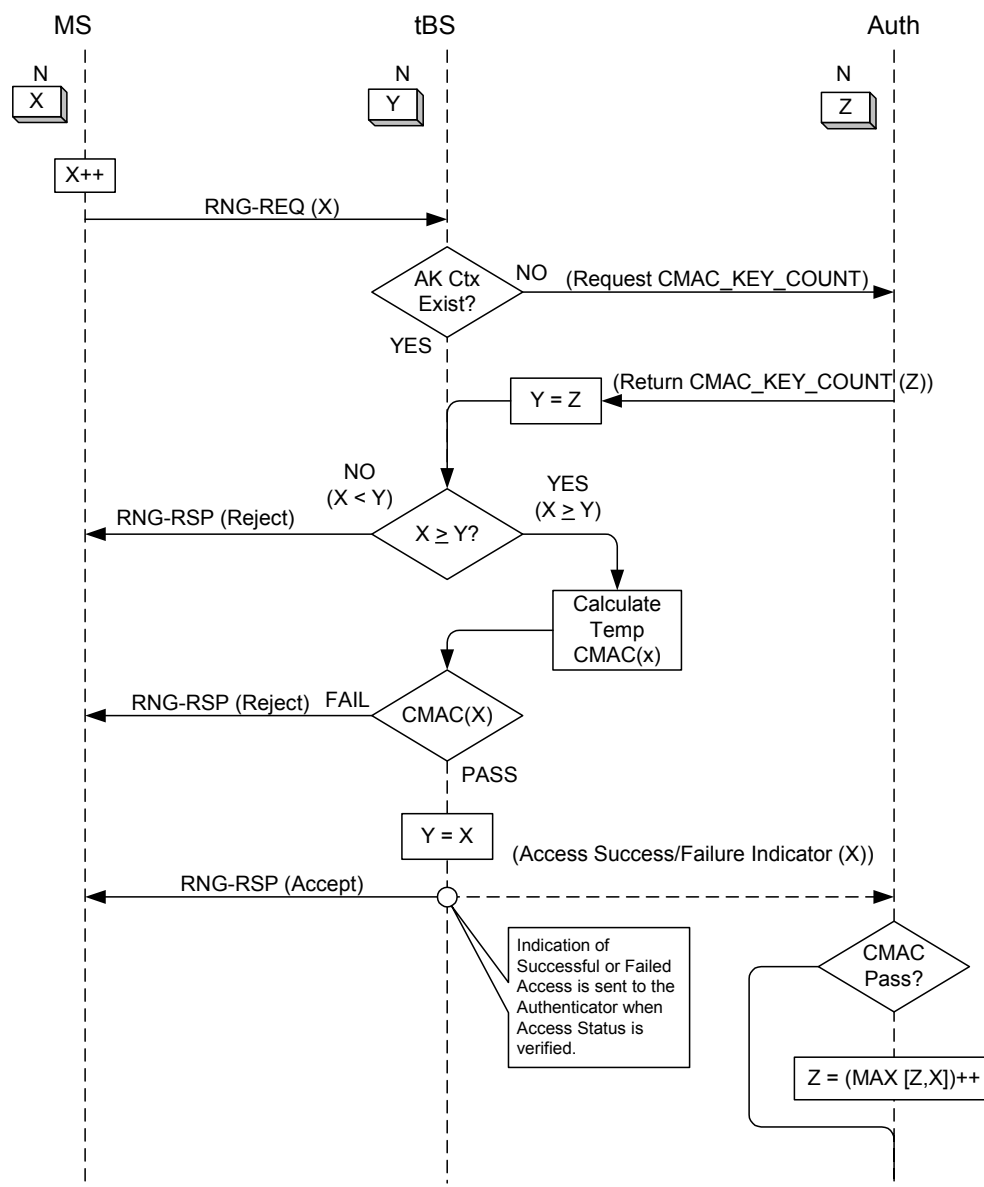 MS
tBS
Auth
N
N
N
X
Y
Z
X++
RNG-REQ (X)
AK Ctx
Exist?
NO
(Request CMAC_KEY_COUNT)
YES
(Return CMAC_KEY_COUNT (Z))
Y = Z
NO
(X < Y)
YES
(X ≥ Y)
RNG-RSP (Reject)
X ≥ Y?
Calculate
Temp
CMAC(x)
RNG-RSP (Reject)
FAIL
CMAC(X)
PASS
Y = X
(Access Success/Failure Indicator (X))
RNG-RSP (Accept)
Indication of
Successful or Failed
Access is sent to the
Authenticator when
Access Status is
verified.
CMAC
Pass?
Z = (MAX [Z,X])++